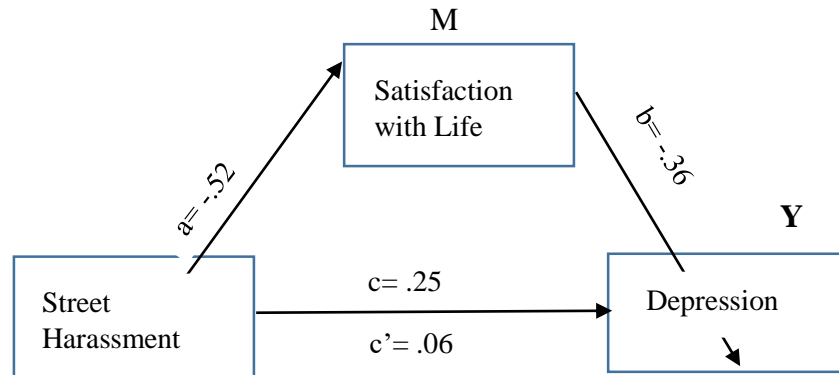 M
Satisfaction
with Life
a= -.52
b= -.36
Y
Street
Harassment
c= .25
c’= .06
Depression